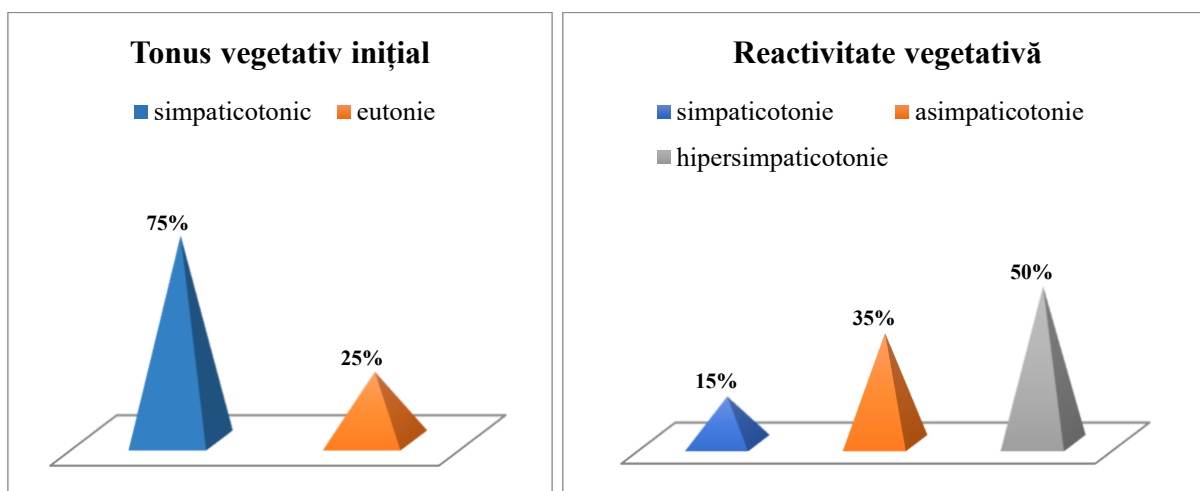 Tonus vegetativ inițial
simpaticotonic eutonie
75%
25%
Reactivitate vegetativă
simpaticotonie asimpaticotonie
hipersimpaticotonie
50%
35%
15%